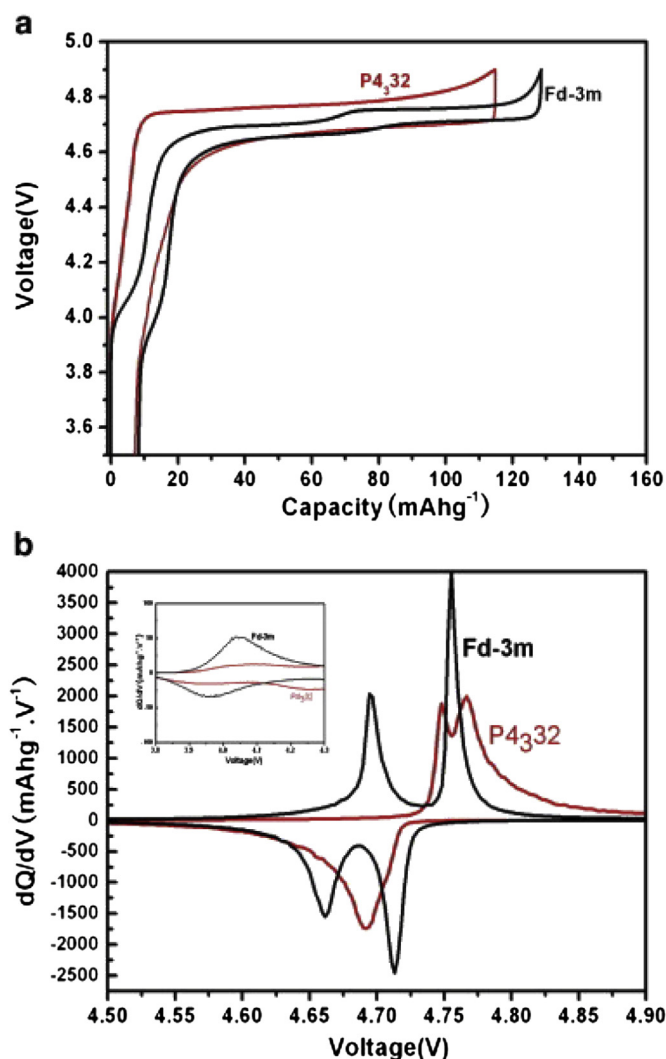 a
5.0
4.8
4.6
4.4
4.2
4.0
3.8
3.6
Voltage(V)
P4₃32
Fd-3m
0 20 40 60 80 100 120 140 160
Capacity(mAhg⁻¹)
b
4000
3500
3000
2500
2000
1500
1000
500
0
-500
-1000
-1500
-2000
-2500
dQ/dV (mAhg⁻¹.V⁻¹)
Fd-3m
P4₃32
Voltage(V)
Fd-3m
P4₃32
4.50 4.55 4.60 4.65 4.70 4.75 4.80 4.85 4.90
Voltage(V)